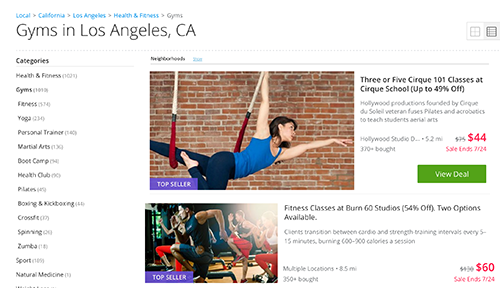 Local > California > Los Angeles > Health & Fitness > Gyms
Gyms in Los Angeles, CA
Categories
Health & Fitness (1021)
Gyms (1010)
Fitness (574)
Yoga (234)
Personal Trainer (140)
Martial Arts (136)
Boot Camp (94)
Health Club (90)
Pilates (45)
Boxing & Kickboxing (44)
CrossFit (37)
Spinning (26)
Zumba (18)
Sport (189)
Natural Medicine (1)
Neighborhoods
TOP SELLER
Three or Five Cirque 101 Classes at
Cirque School (Up to 49% Off)
Hollywood productions founded by Cirque
du Soleil veteran fuses Pilates and acrobatics
to teach students aerial arts
Hollywood Studio D... • 5.2 mi $75 $44
370+ bought Sale Ends 7/24
View Deal
TOP SELLER
Fitness Classes at Burn 60 Studios (54% Off). Two Options
Available.
Clients transition between cardio and strength training intervals every 5–
15 minutes, burning 600–900 calories a session
Multiple Locations • 8.5 mi $130 $60
350+ bought Sale Ends 7/24